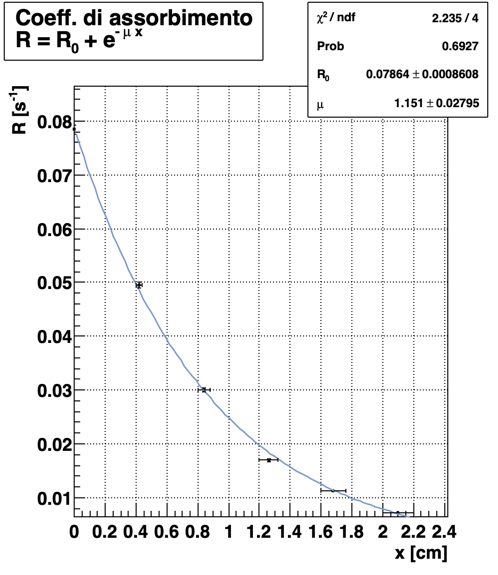 Coeff. di assorbimento
R = R₀ + e^-μ x
χ² / ndf 2.235 / 4
Prob 0.6927
R₀ 0.07864 ± 0.0008608
μ 1.151 ± 0.02795
R [s⁻¹]
0.08
0.07
0.06
0.05
0.04
0.03
0.02
0.01
0 0.2 0.4 0.6 0.8 1 1.2 1.4 1.6 1.8 2 2.2 2.4
x [cm]